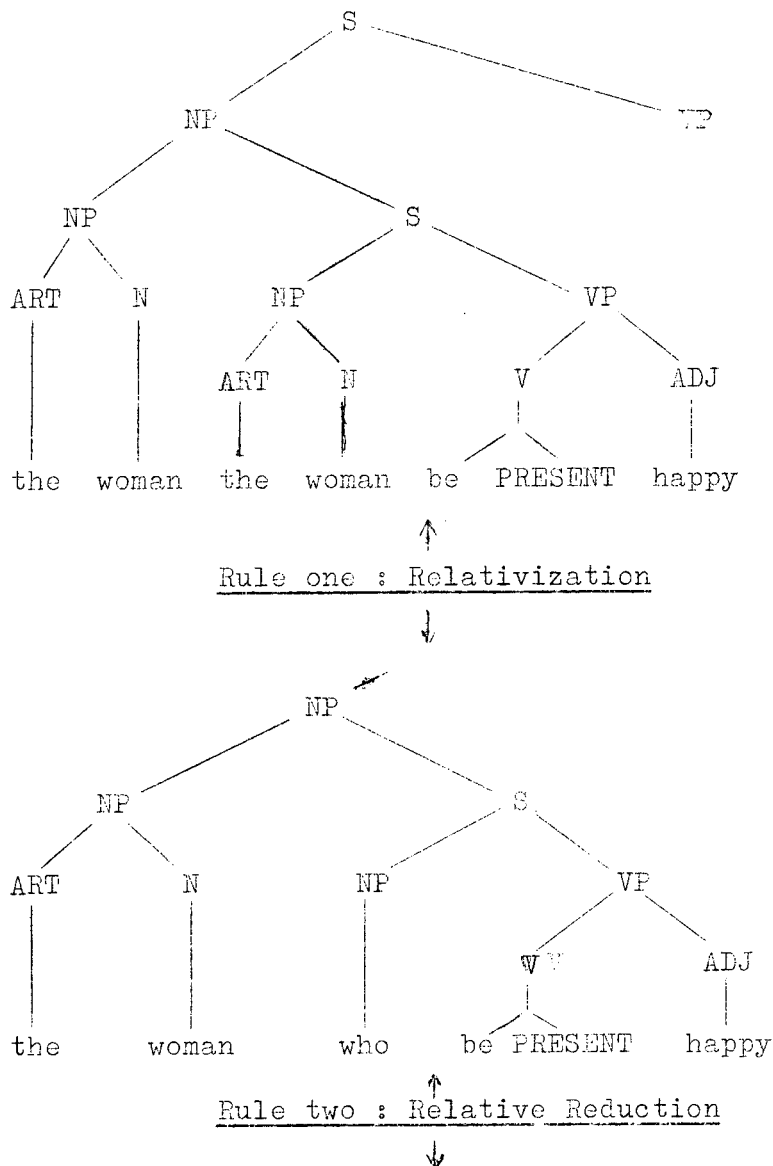 S
NP VP
NP S
ART N NP VP
ART N V ADJ
the woman the woman be PRESENT happy
Rule one : Relativization
NP
NP S
ART N NP VP
V V ADJ
the woman who be PRESENT happy
Rule two : Relative Reduction